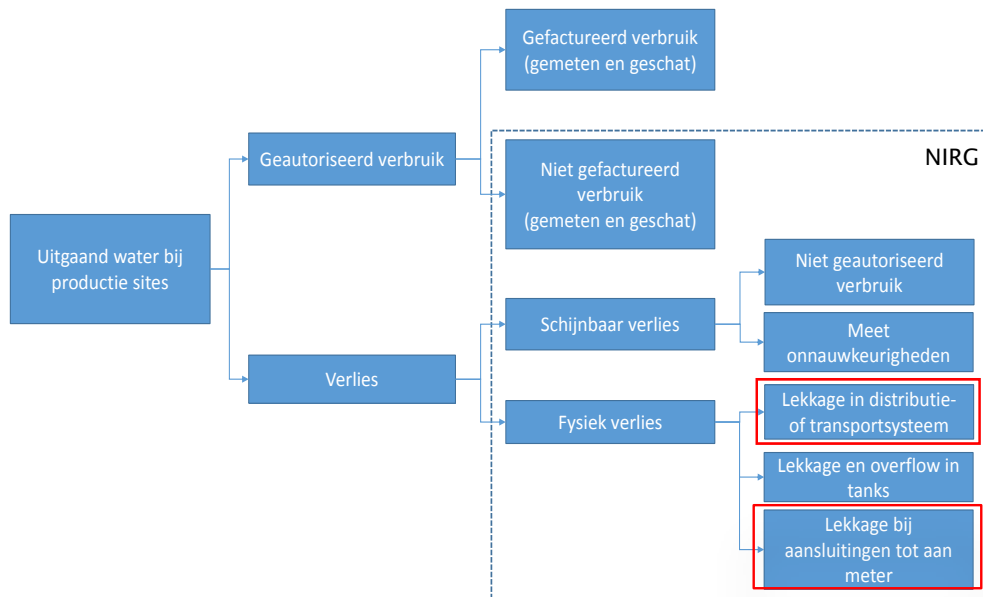 Gefactureerd verbruik
(gemeten en geschat)
NIRG
Geautoriseerd verbruik
Niet gefactureerd
verbruik
(gemeten en geschat)
Uitgaand water bij
productie sites
Niet geautoriseerd
verbruik
Schijnbaar verlies
Meet
onnauwkeurigheden
Verlies
Lekkage in distributie-
of transportsysteem
Fysiek verlies
Lekkage en overflow in
tanks
Lekkage bij
aansluitingen tot aan
meter